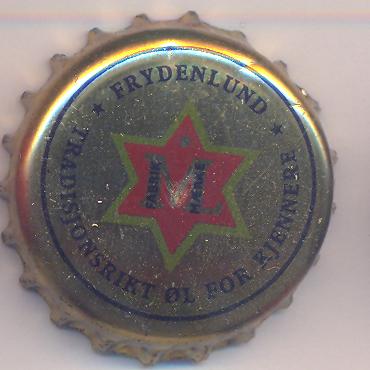 ★ FRYDENLUND ★
TRADISJONSRIKT ØL FOR KJENNERE
FABRIK M MÆRKE